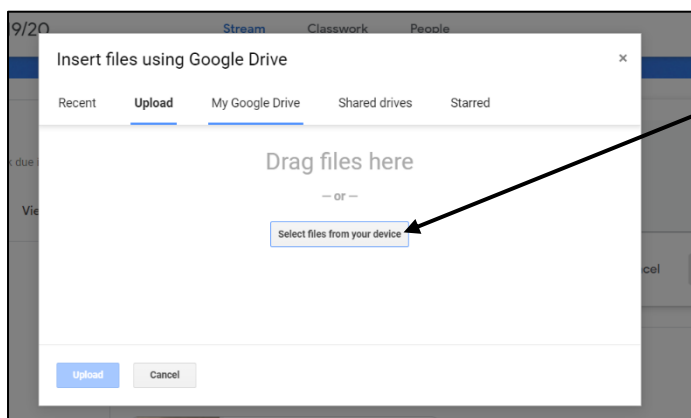 9/20
Stream Classwork People
Insert files using Google Drive ×
Recent Upload My Google Drive Shared drives Starred
due
Drag files here
— or —
Vie
Select files from your device
cel
Upload Cancel